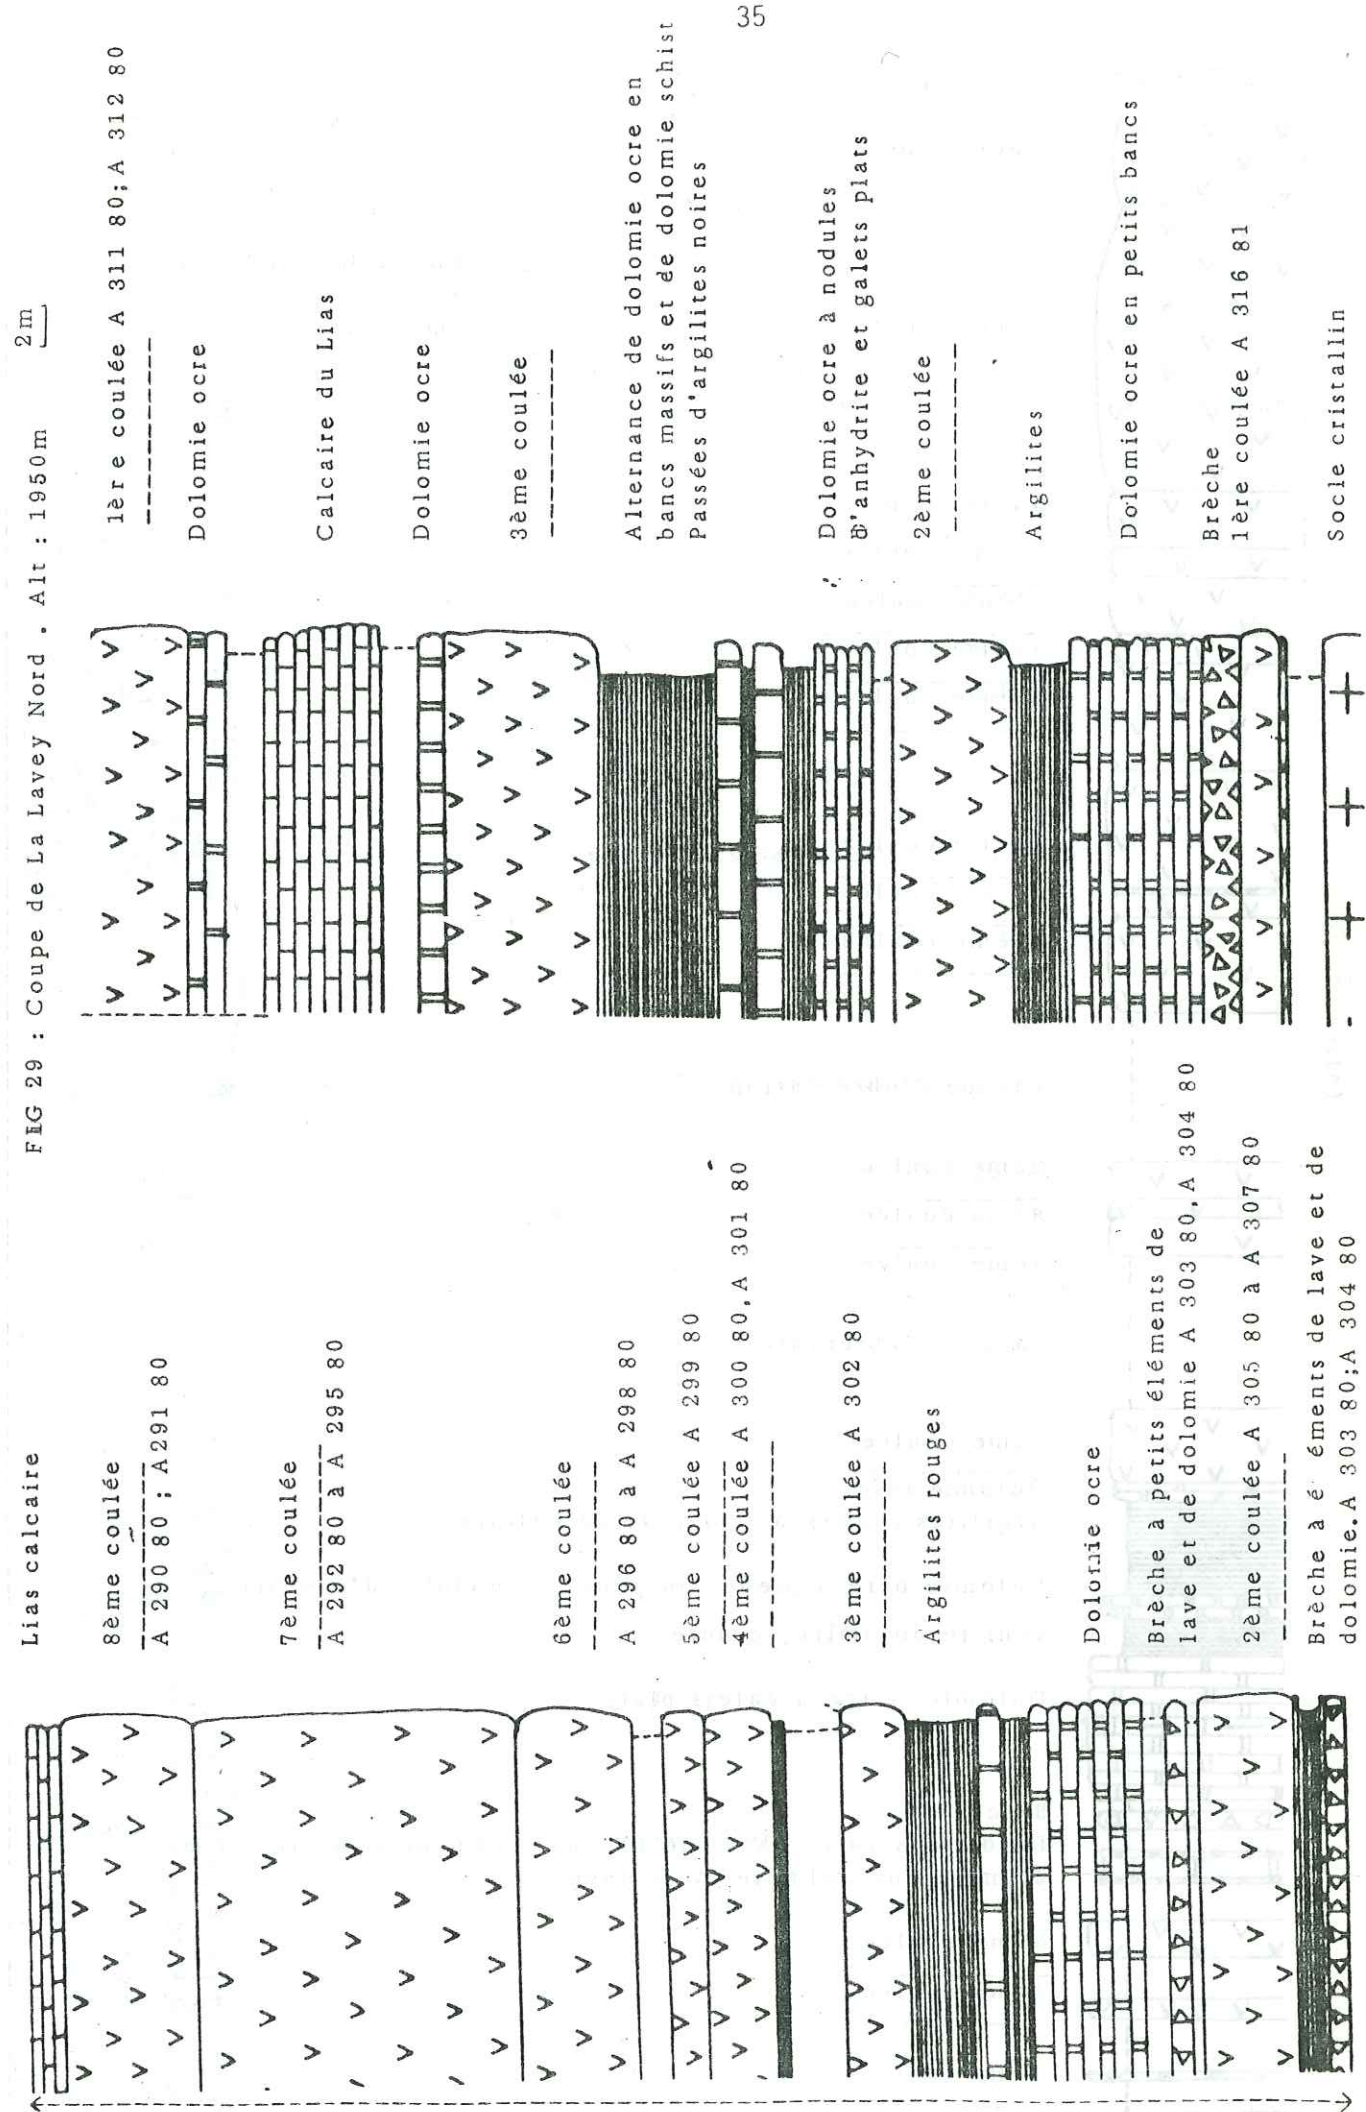 35
FIG 29 : Coupe de La Lavey Nord . Alt : 1950m
2m
Lias calcaire
8ème coulée
A 290 80 ; A 291 80
7ème coulée
A 292 80 à A 295 80
6ème coulée
A 296 80 à A 298 80
5ème coulée A 299 80
4ème coulée A 300 80,A 301 80
3ème coulée A 302 80
Argilites rouges
Dolomie ocre
Brèche à petits éléments de
lave et de dolomie A 303 80,A 304 80
2ème coulée A 305 80 à A 307 80
Brèche à é éments de lave et de
dolomie.A 303 80;A 304 80
1ère coulée A 311 80;A 312 80
Dolomie ocre
Calcaire du Lias
Dolomie ocre
3ème coulée
Alternance de dolomie ocre en
bancs massifs et de dolomie schist
Passées d'argilites noires
Dolomie ocre à nodules
d'anhydrite et galets plats
2ème coulée
Argilites
Dolomie ocre en petits bancs
Brèche
1ère coulée A 316 81
Socle cristallin